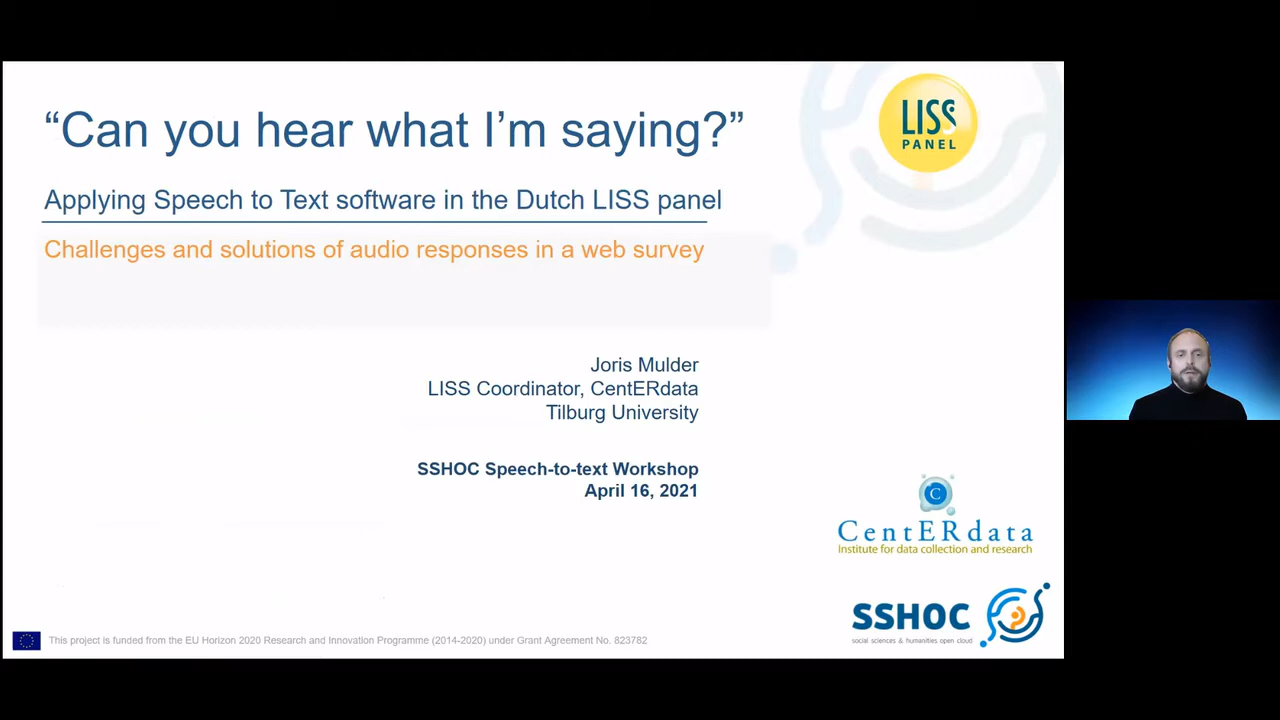 “Can you hear what I’m saying?”
LISS
PANEL
Applying Speech to Text software in the Dutch LISS panel
Challenges and solutions of audio responses in a web survey
Joris Mulder
LISS Coordinator, CentERdata
Tilburg University
SSHOC Speech-to-text Workshop
April 16, 2021
C
CentERdata
Institute for data collection and research
SSHOC
social sciences & humanities open cloud
This project is funded from the EU Horizon 2020 Research and Innovation Programme (2014-2020) under Grant Agreement No. 823782